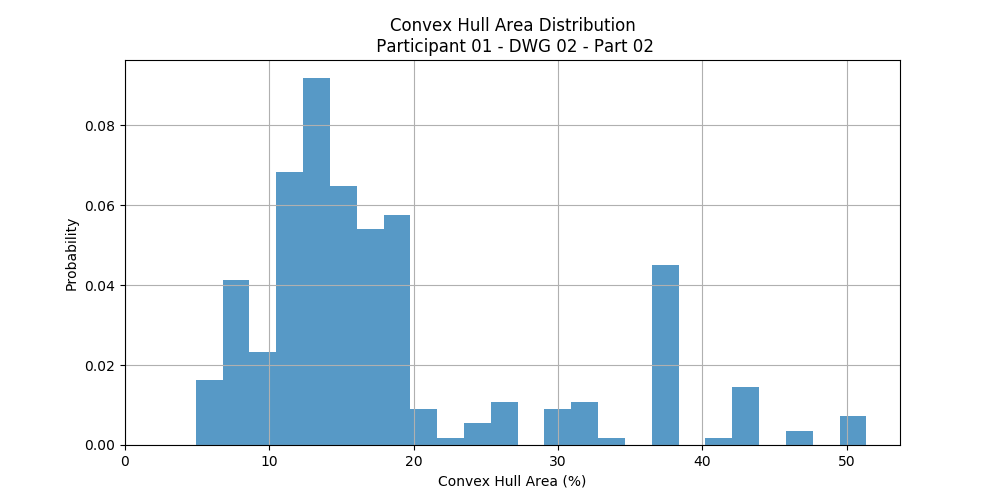 Convex Hull Area Distribution
Participant 01 - DWG 02 - Part 02
0.08
0.06
0.04
0.02
0.00
Probability
0 10 20 30 40 50
Convex Hull Area (%)